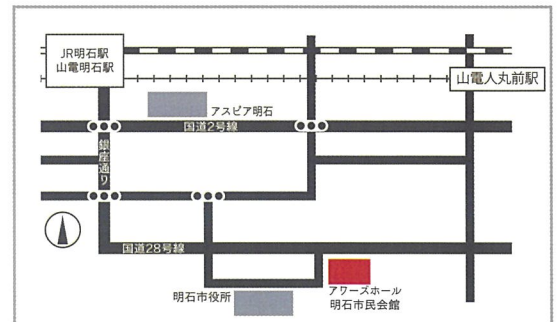 JR明石駅
山電明石駅
山電人丸前駅
アスピア明石
国道2号線
銀座通り
国道28号線
明石市役所
アワーズホール
明石市民会館